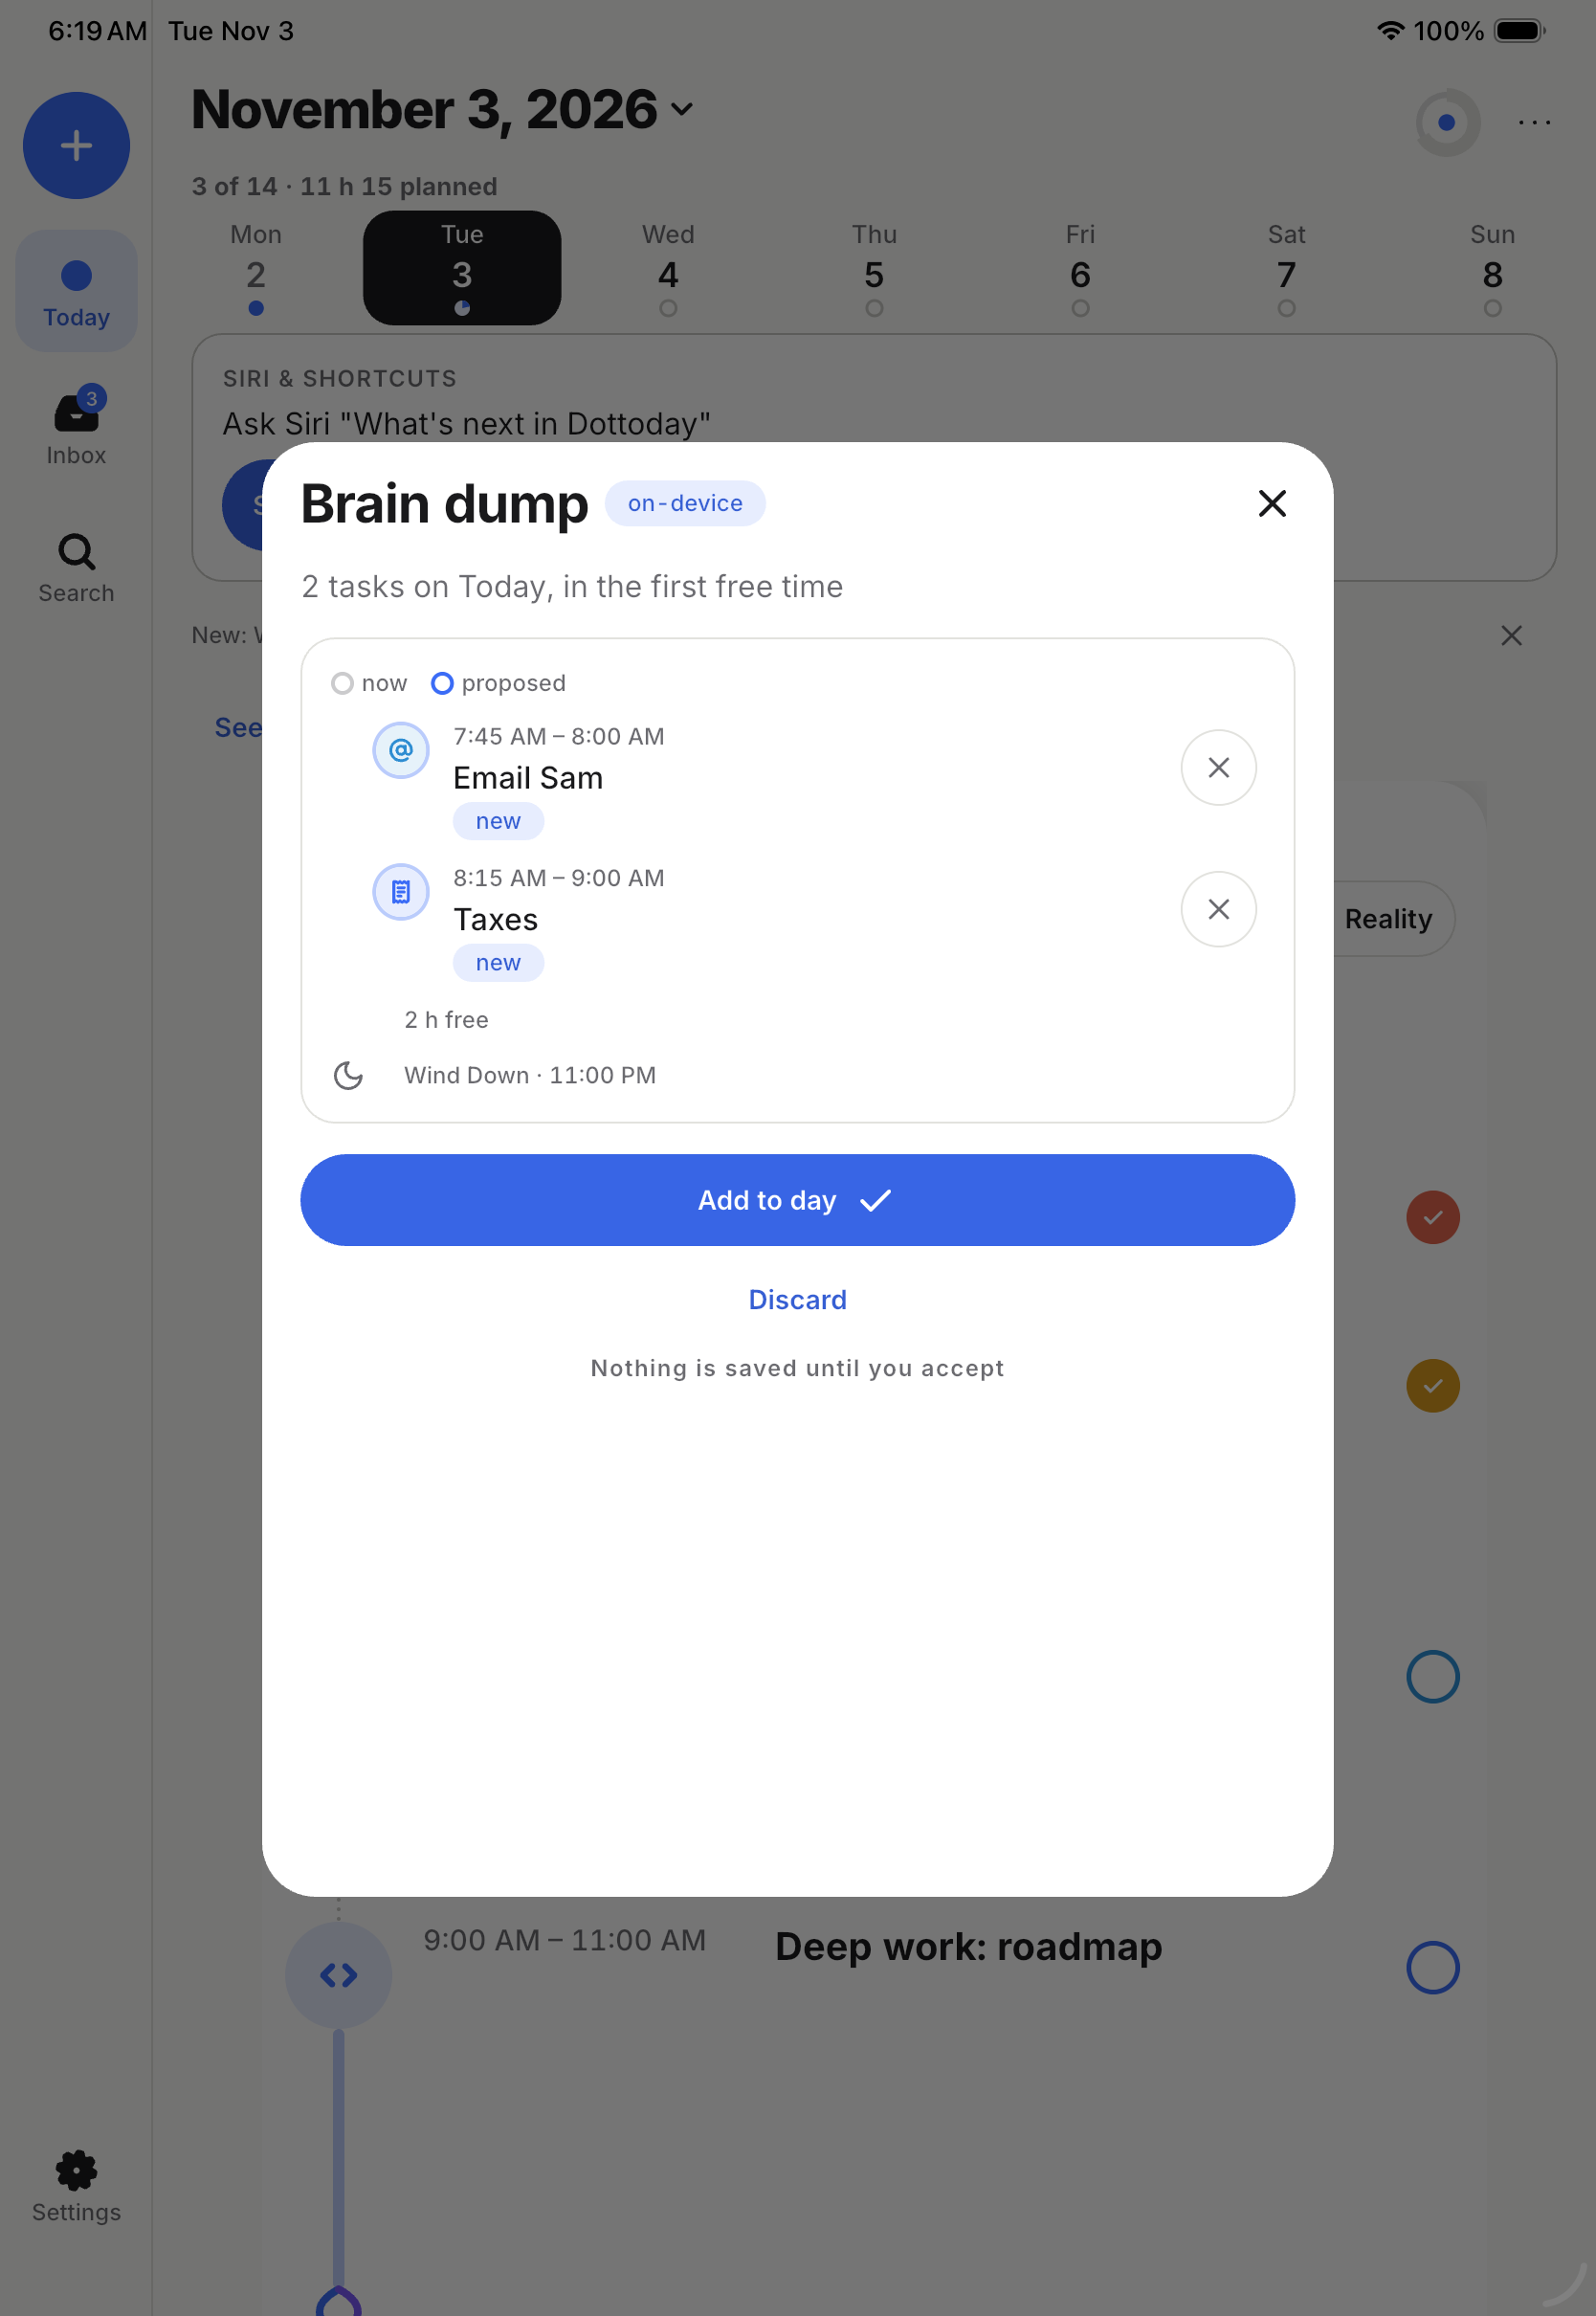 6:19 AM Tue Nov 3
100%
November 3, 2026
3 of 14 · 11 h 15 planned
Mon Tue Wed Thu Fri Sat Sun
2 3 4 5 6 7 8
Today
3
Inbox
Search
Settings
SIRI & SHORTCUTS
Ask Siri "What's next in Dottoday"
New:
See
Reality
Brain dump
on-device
2 tasks on Today, in the first free time
now proposed
7:45 AM – 8:00 AM
Email Sam
new
8:15 AM – 9:00 AM
Taxes
new
2 h free
Wind Down · 11:00 PM
Add to day
Discard
Nothing is saved until you accept
9:00 AM – 11:00 AM Deep work: roadmap